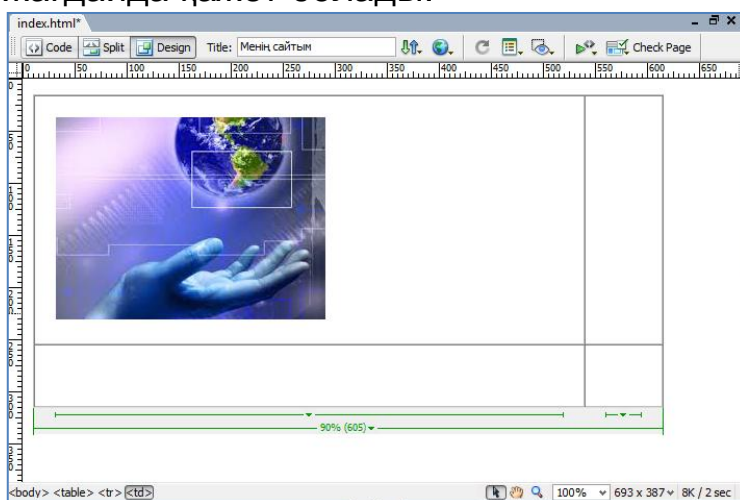 index.html*
Code Split Design Title: Менің сайтым Check Page
0 50 100 150 200 250 300 350 400 450 500 550 600 650
90% (605)
<body> <table> <tr> <td> 100% 693 x 387 8K / 2 sec